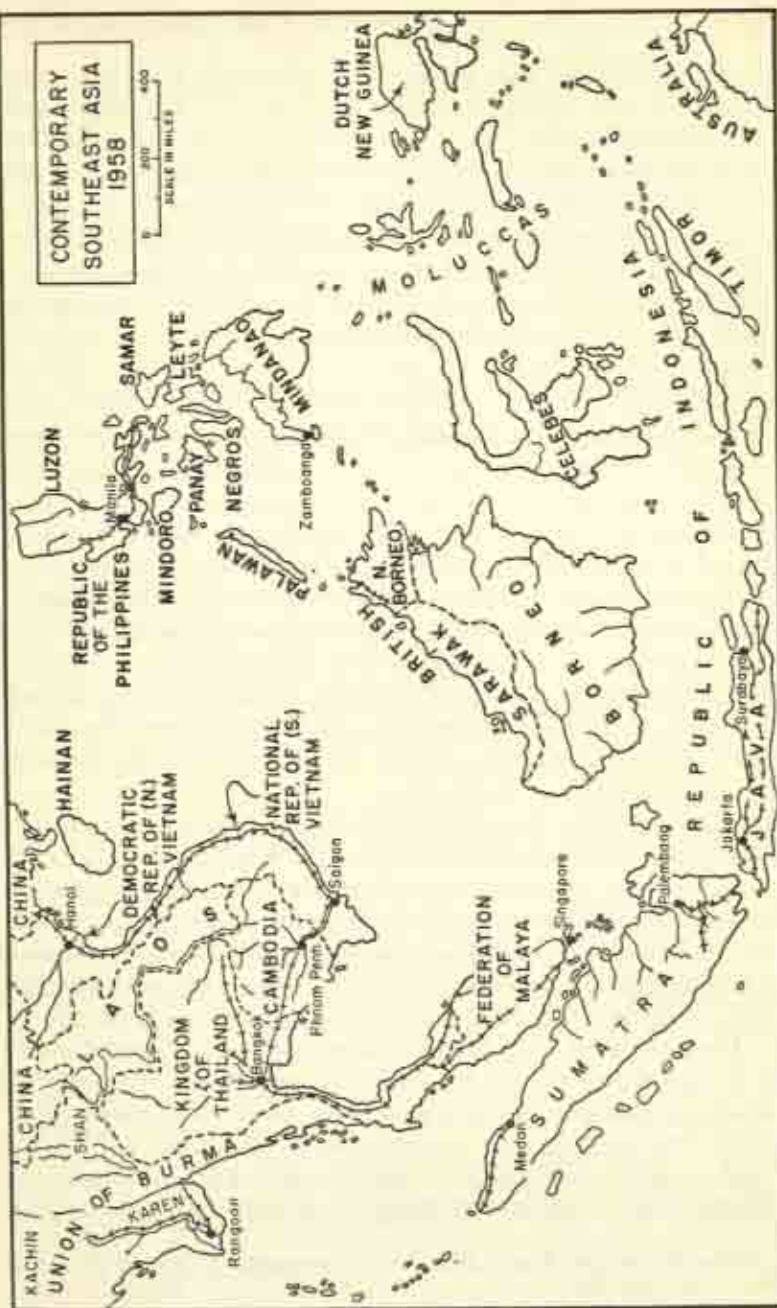 CONTEMPORARY
SOUTHEAST ASIA
1958
0 200 400
SCALE IN MILES
KACHIN
UNION OF BURMA
SHAN
KAREN
Rangoon
CHINA
CHINA
Hanoi
HAINAN
DEMOCRATIC
REP. OF (N.)
VIETNAM
LAOS
KINGDOM
OF
THAILAND
Bangkok
CAMBODIA
Phnom Penh
NATIONAL
REP. OF (S.)
VIETNAM
Saigon
REPUBLIC
OF THE
PHILIPPINES
LUZON
Manila
MINDORO
SAMAR
PANAY
LEYTE
NEGROS
PALAWAN
MINDANAO
Zamboanga
FEDERATION
OF
MALAYA
Singapore
Medan
SUMATRA
Palembang
BRITISH
N.
BORNEO
SARAWAK
BORNEO
CELEBES
MOLUCCAS
DUTCH
NEW GUINEA
REPUBLIC OF INDONESIA
Jakarta
JAVA
Surabaya
TIMOR
AUSTRALIA